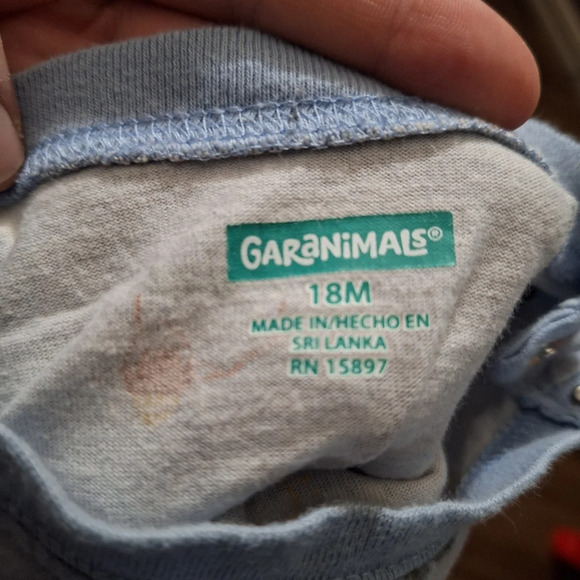 GARANIMALS®
18M
MADE IN/HECHO EN
SRI LANKA
RN 15897